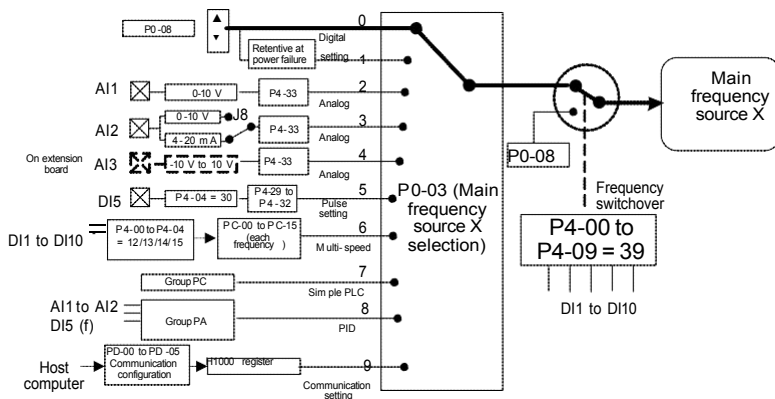 P0-08
0
Digital
setting
Retentive at
power failure
1
AI1
0-10 V
P4-33
2
Analog
AI2
0-10 V
J8
4-20 mA
P4-33
3
Analog
On extension
board
AI3
-10 V to 10 V
P4-33
4
Analog
DI5
P4-04 = 30
P4-29 to
P4-32
5
Pulse
setting
DI1 to DI10
P4-00 to P4-04
= 12/13/14/15
PC-00 to PC-15
(each
frequency )
6
Multi-speed
Group PC
7
Simple PLC
AI1 to AI2
DI5 (f)
Group PA
8
PID
Host
computer
PD-00 to PD-05
Communication
configuration
H1000 register
9
Communication
setting
P0-03 (Main
frequency
source X
selection)
P0-08
Main
frequency
source X
Frequency
switchover
P4-00 to
P4-09 = 39
DI1 to DI10